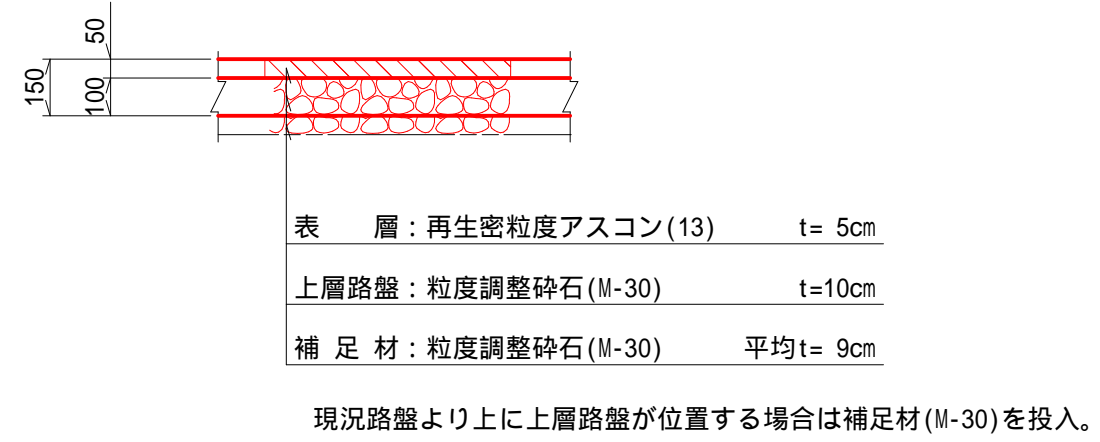 50
150
100
表　　層：再生密粒度アスコン(13)　　t= 5㎝
上層路盤：粒度調整砕石(M-30)　　t=10㎝
補 足 材：粒度調整砕石(M-30)　　平均t= 9㎝
現況路盤より上に上層路盤が位置する場合は補足材(M-30)を投入。